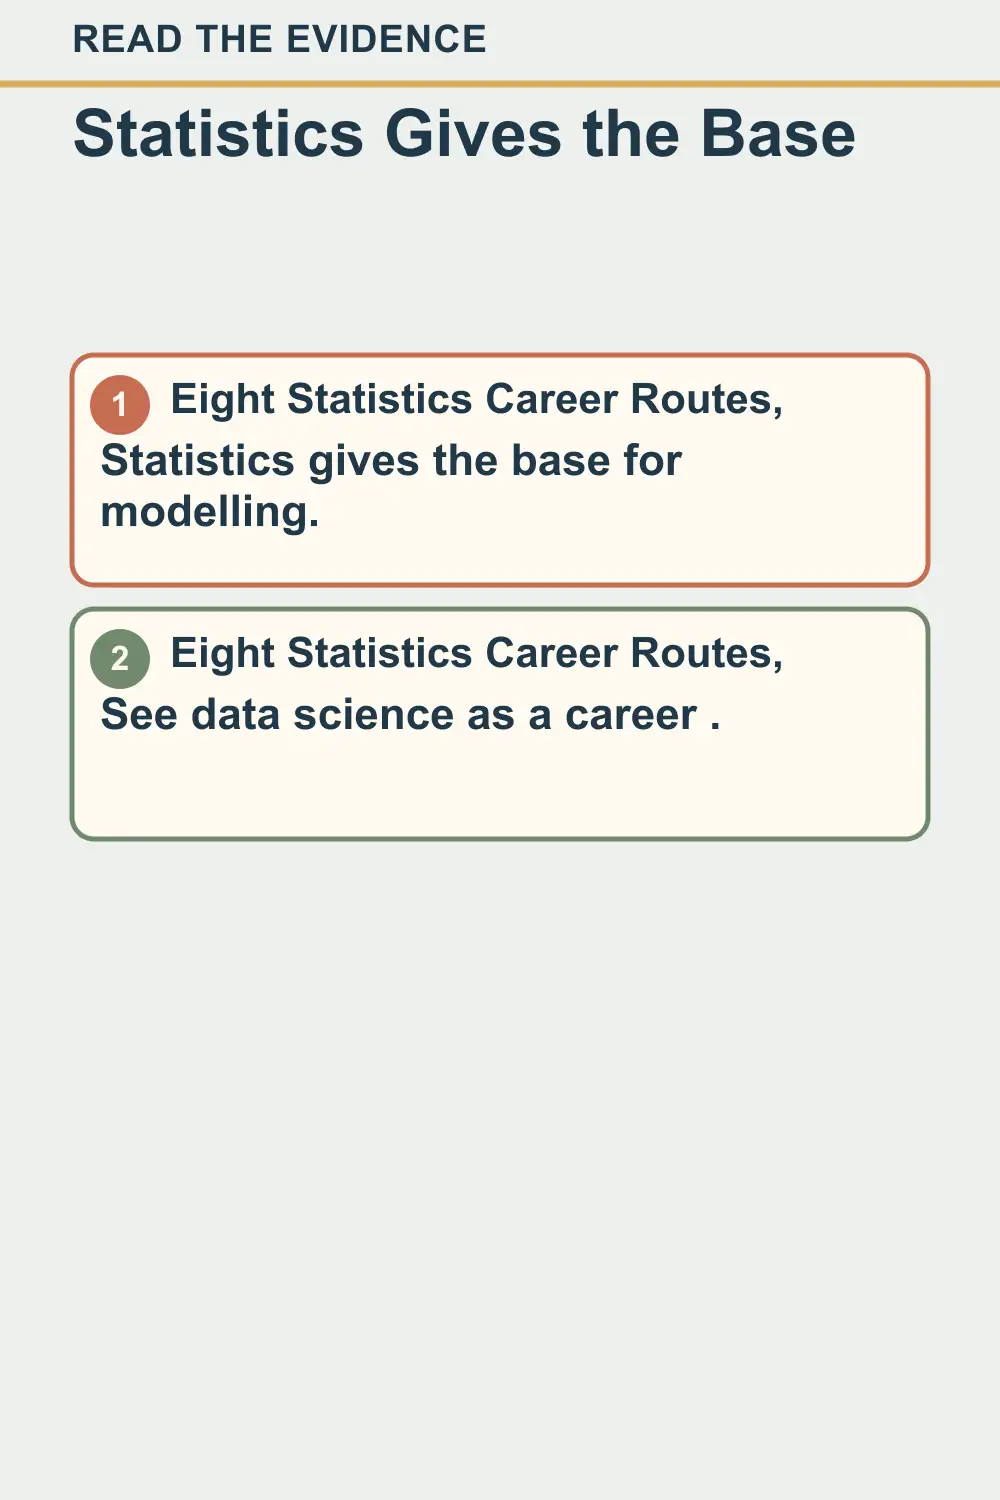 READ THE EVIDENCE
Statistics Gives the Base
1 Eight Statistics Career Routes,
Statistics gives the base for
modelling.
2 Eight Statistics Career Routes,
See data science as a career .